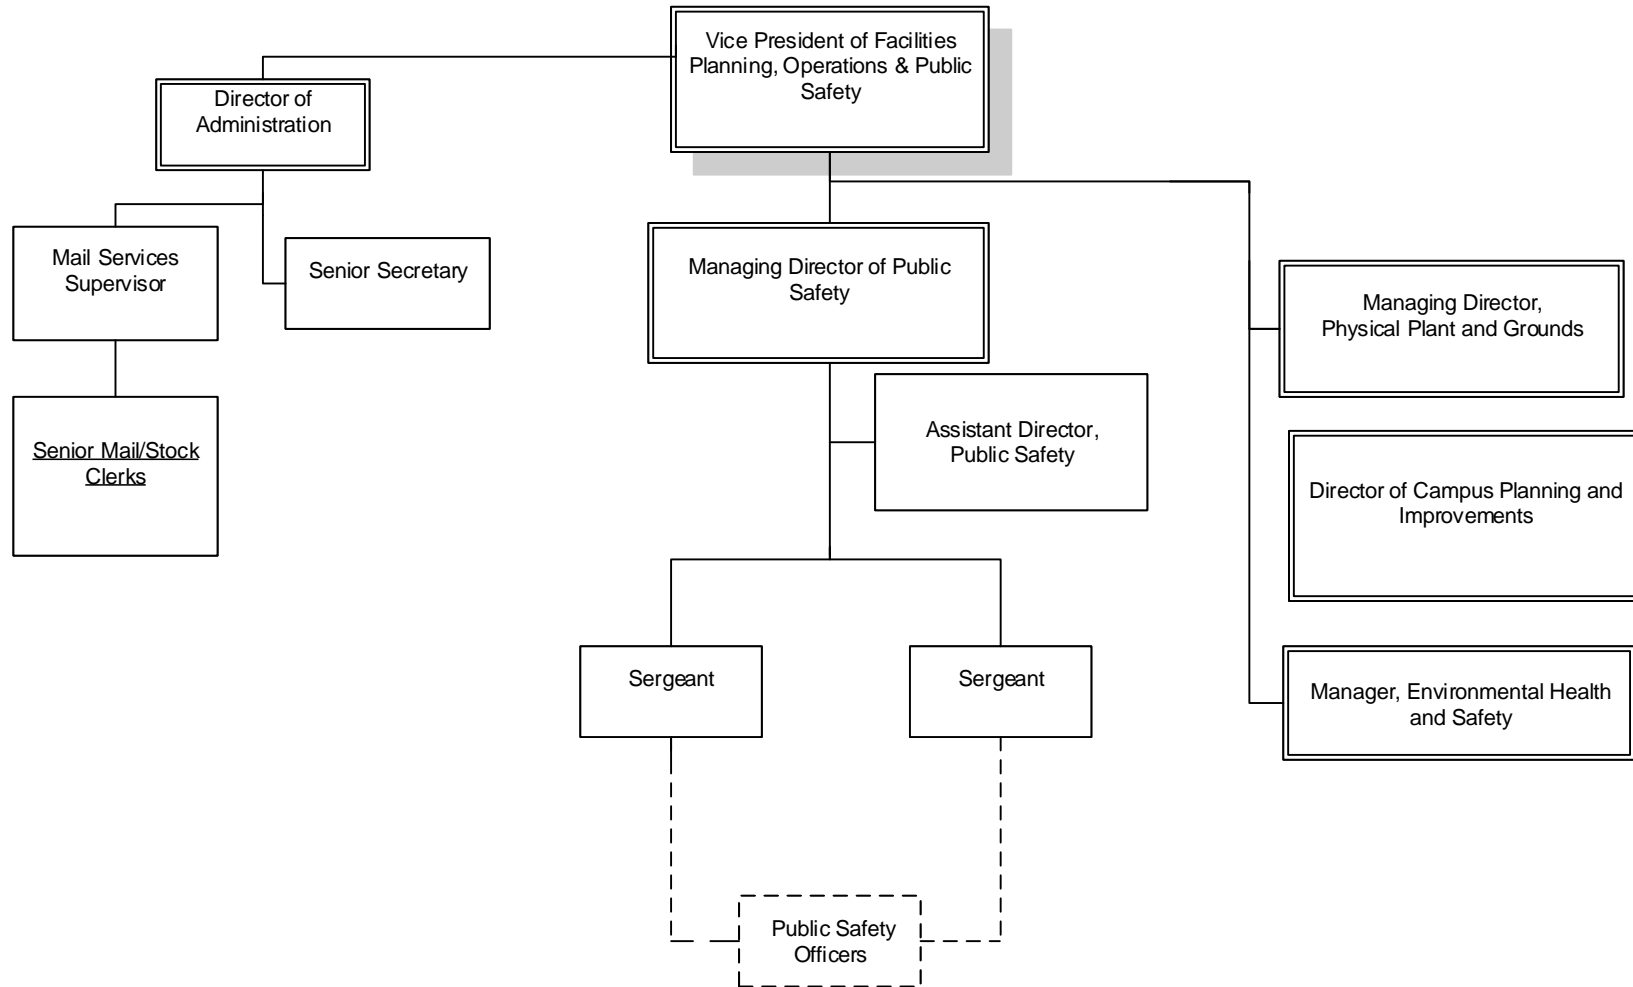 Vice President of Facilities
Planning, Operations & Public
Safety
Director of
Administration
Mail Services
Supervisor
Senior Secretary
Managing Director of Public
Safety
Managing Director,
Physical Plant and Grounds
Senior Mail/Stock
Clerks
Assistant Director,
Public Safety
Director of Campus Planning and
Improvements
Sergeant
Sergeant
Manager, Environmental Health
and Safety
Public Safety
Officers